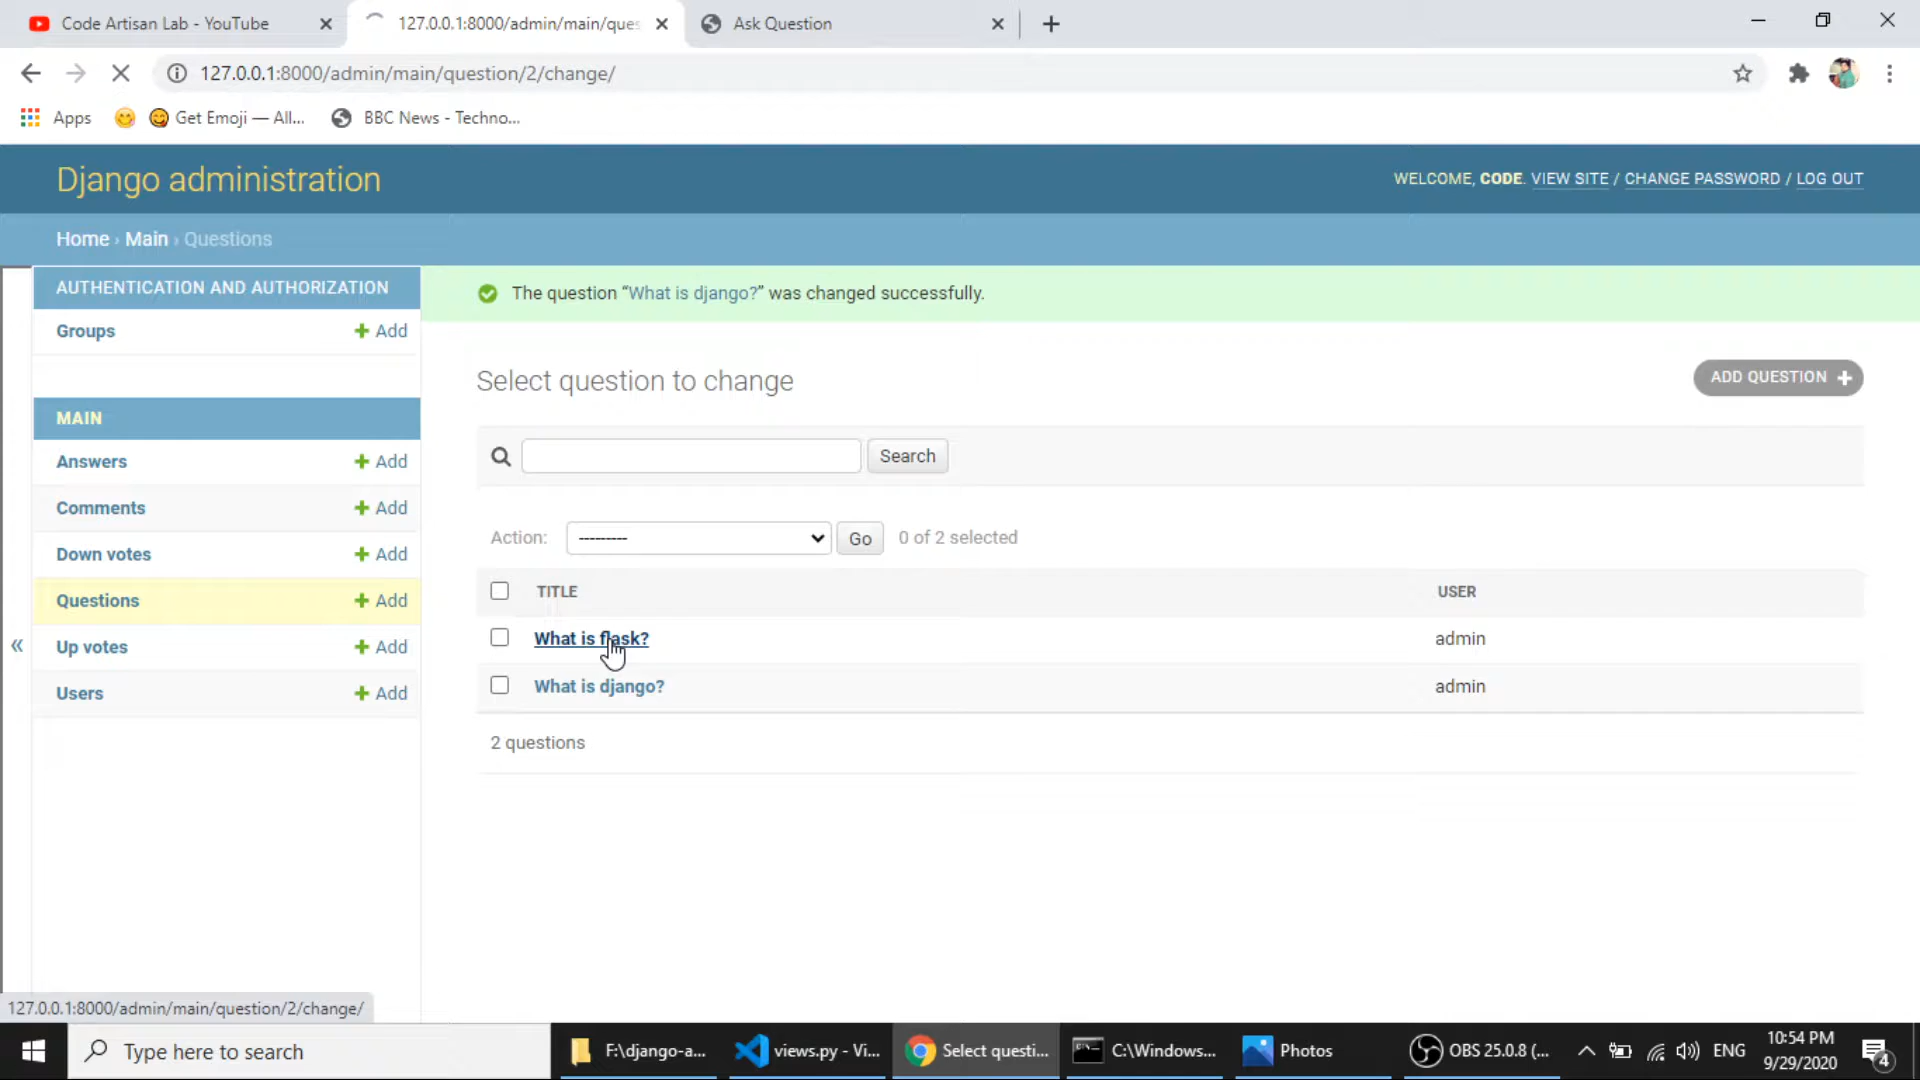 Code Artisan Lab - YouTube
127.0.0.1:8000/admin/main/ques
Ask Question
127.0.0.1:8000/admin/main/question/2/change/
Apps
Get Emoji — All...
BBC News - Techno...
Django administration
WELCOME, CODE. VIEW SITE / CHANGE PASSWORD / LOG OUT
Home › Main › Questions
AUTHENTICATION AND AUTHORIZATION
Groups + Add
MAIN
Answers + Add
Comments + Add
Down votes + Add
Questions + Add
Up votes + Add
Users + Add
«
The question “What is django?” was changed successfully.
Select question to change
ADD QUESTION +
Search
Action: --------- Go 0 of 2 selected
TITLE USER
What is flask? admin
What is django? admin
2 questions
127.0.0.1:8000/admin/main/question/2/change/
Type here to search
F:\django-a...
views.py - Vi...
Select questi...
C:\Windows...
Photos
OBS 25.0.8 (...
ENG
10:54 PM
9/29/2020
4